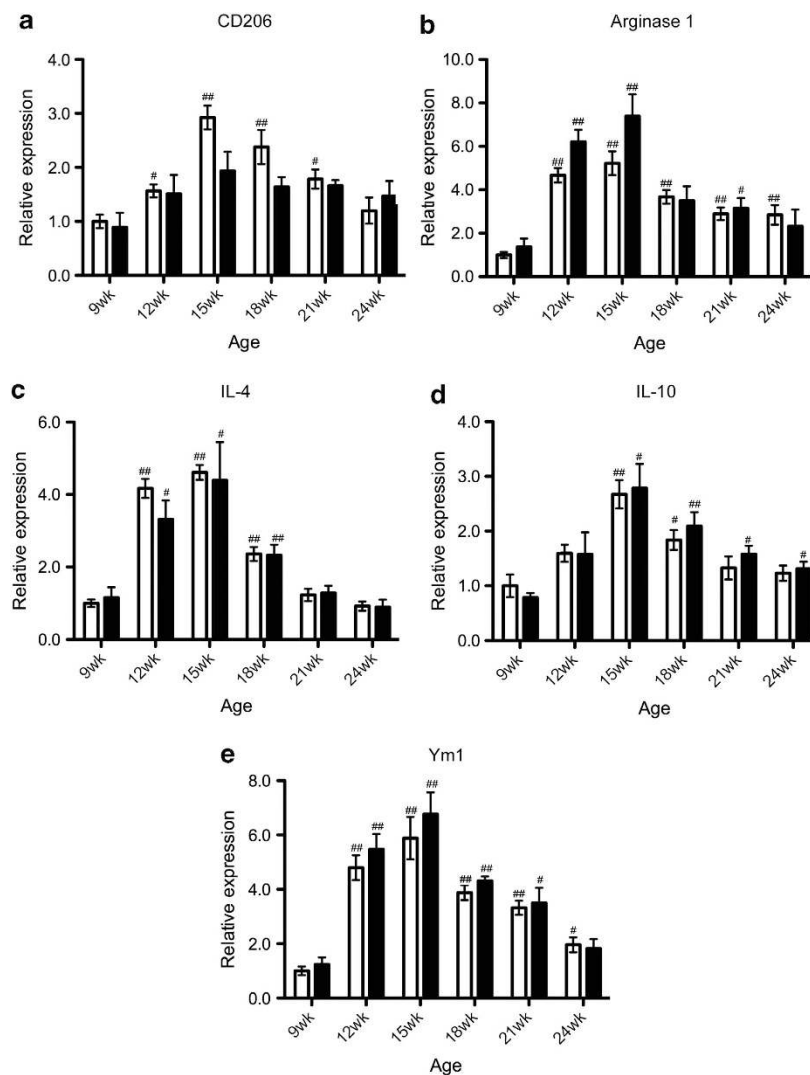 a
CD206
Relative expression
4.0
3.0
2.0
1.0
0.0
#
##
##
#
9wk
12wk
15wk
18wk
21wk
24wk
Age
b
Arginase 1
Relative expression
10.0
8.0
6.0
4.0
2.0
0.0
##
##
##
##
##
##
#
##
9wk
12wk
15wk
18wk
21wk
24wk
Age
c
IL-4
Relative expression
6.0
4.0
2.0
0.0
##
#
##
#
##
##
9wk
12wk
15wk
18wk
21wk
24wk
Age
d
IL-10
Relative expression
4.0
3.0
2.0
1.0
0.0
##
#
#
##
#
#
9wk
12wk
15wk
18wk
21wk
24wk
Age
e
Ym1
Relative expression
8.0
6.0
4.0
2.0
0.0
##
##
##
##
##
##
##
#
#
9wk
12wk
15wk
18wk
21wk
24wk
Age